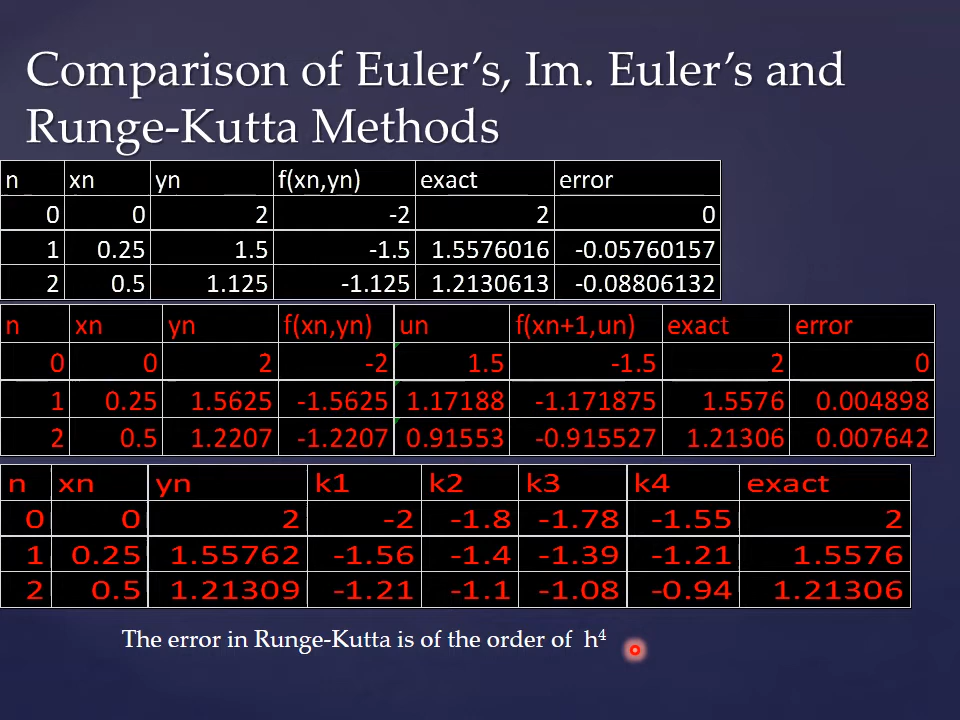 Comparison of Euler’s, Im. Euler’s and
Runge-Kutta Methods
n xn yn f(xn,yn) exact error
0 0 2 -2 2 0
1 0.25 1.5 -1.5 1.5576016 -0.05760157
2 0.5 1.125 -1.125 1.2130613 -0.08806132
n xn yn f(xn,yn) un f(xn+1,un) exact error
0 0 2 -2 1.5 -1.5 2 0
1 0.25 1.5625 -1.5625 1.17188 -1.171875 1.5576 0.004898
2 0.5 1.2207 -1.2207 0.91553 -0.915527 1.21306 0.007642
n xn yn k1 k2 k3 k4 exact
0 0 2 -2 -1.8 -1.78 -1.55 2
1 0.25 1.55762 -1.56 -1.4 -1.39 -1.21 1.5576
2 0.5 1.21309 -1.21 -1.1 -1.08 -0.94 1.21306
The error in Runge-Kutta is of the order of h⁴